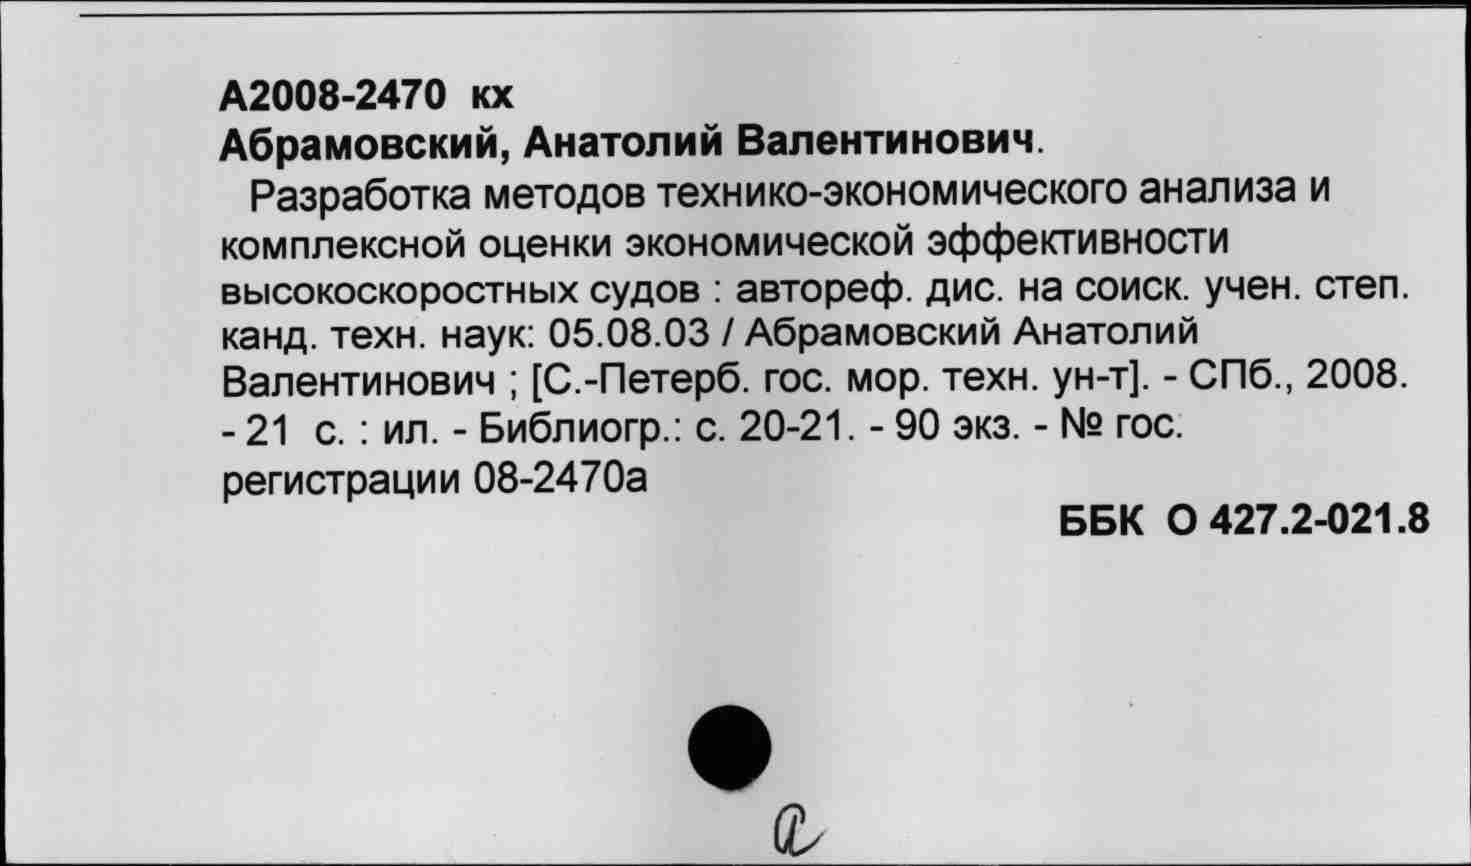 А2008-2470 кх
Абрамовский, Анатолий Валентинович.
Разработка методов технико-экономического анализа и
комплексной оценки экономической эффективности
высокоскоростных судов : автореф. дис. на соиск. учен. степ.
канд. техн. наук: 05.08.03 / Абрамовский Анатолий
Валентинович ; [С.-Петерб. гос. мор. техн. ун-т]. - СПб., 2008.
- 21 с. : ил. - Библиогр.: с. 20-21. - 90 экз. - № гос.
регистрации 08-2470а
ББК О 427.2-021.8
а